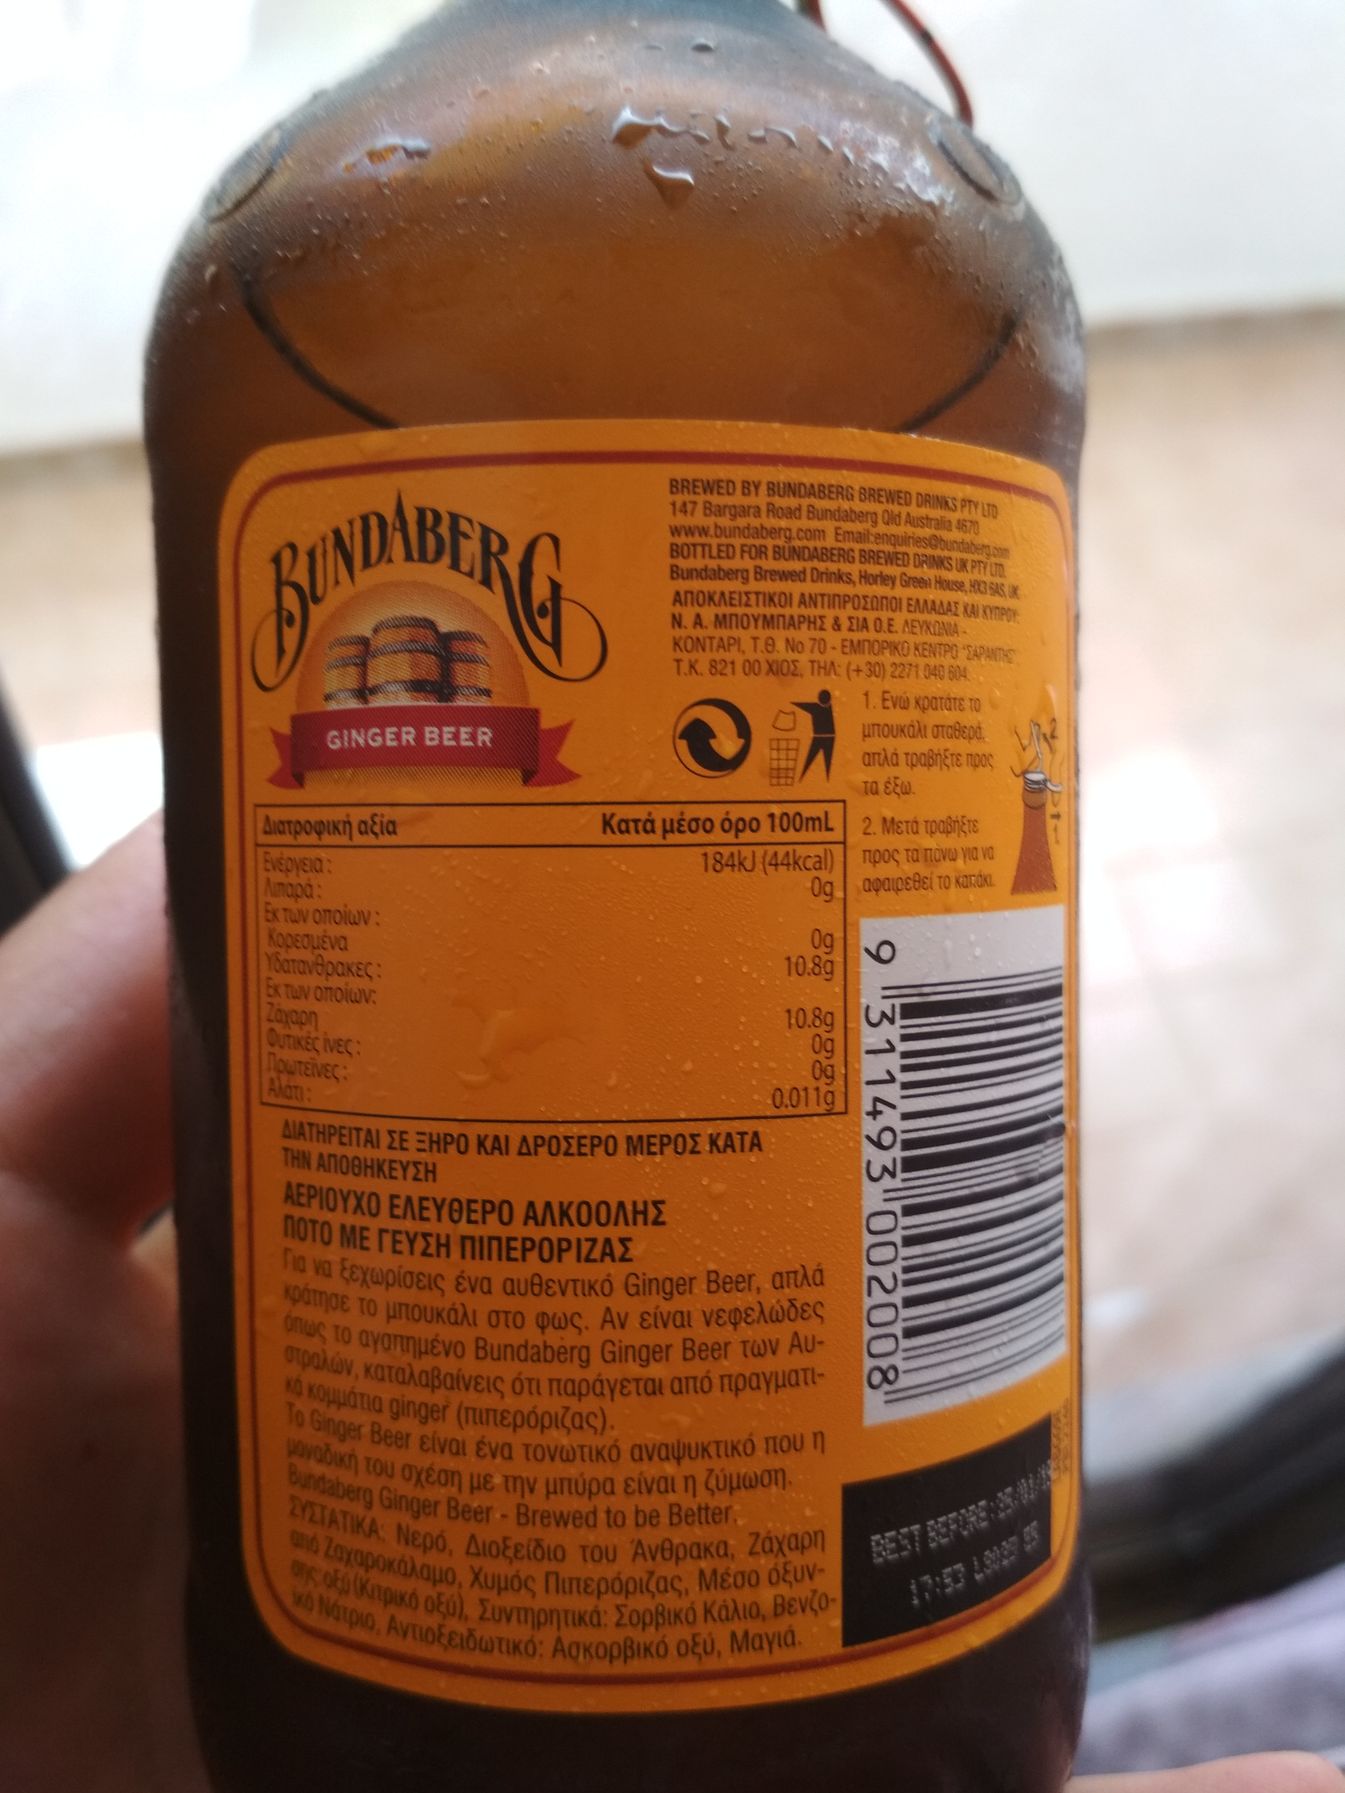 BUNDABERG
GINGER BEER
BREWED BY BUNDABERG BREWED DRINKS PTY LTD
147 Bargara Road Bundaberg Qld Australia 4670
www.bundaberg.com Email:enquiries@bundaberg.com
BOTTLED FOR BUNDABERG BREWED DRINKS UK PTY LTD.
Bundaberg Brewed Drinks, Horley Green House, HX3 6AS, UK
ΑΠΟΚΛΕΙΣΤΙΚΟΙ ΑΝΤΙΠΡΟΣΩΠΟΙ ΕΛΛΑΔΑΣ ΚΑΙ ΚΥΠΡΟΥ:
Ν. Α. ΜΠΟΥΜΠΑΡΗΣ & ΣΙΑ Ο.Ε. ΛΕΥΚΩΝΙΑ -
ΚΟΝΤΑΡΙ, Τ.Θ. Νο 70 - ΕΜΠΟΡΙΚΟ ΚΕΝΤΡΟ "ΣΑΡΑΝΤΗΣ"
Τ.Κ. 821 00 ΧΙΟΣ, ΤΗΛ: (+30) 2271 040 604.
1. Ενώ κρατάτε το
μπουκάλι σταθερά,
απλά τραβήξτε προς
τα έξω.
2. Μετά τραβήξτε
προς τα πάνω για να
αφαιρεθεί το καπάκι.
2
1
Διατροφική αξία Κατά μέσο όρο 100mL
Ενέργεια : 184kJ (44kcal)
Λιπαρά : 0g
Εκ των οποίων :
Κορεσμένα 0g
Υδατανθρακες : 10.8g
Εκ των οποίων:
Ζάχαρη 10.8g
Φυτικές ίνες : 0g
Πρωτεΐνες : 0g
Αλάτι : 0.011g
ΔΙΑΤΗΡΕΙΤΑΙ ΣΕ ΞΗΡΟ ΚΑΙ ΔΡΟΣΕΡΟ ΜΕΡΟΣ ΚΑΤΑ
ΤΗΝ ΑΠΟΘΗΚΕΥΣΗ
ΑΕΡΙΟΥΧΟ ΕΛΕΥΘΕΡΟ ΑΛΚΟΟΛΗΣ
ΠΟΤΟ ΜΕ ΓΕΥΣΗ ΠΙΠΕΡΟΡΙΖΑΣ
Για να ξεχωρίσεις ένα αυθεντικό Ginger Beer, απλά
κράτησε το μπουκάλι στο φως. Αν είναι νεφελώδες
όπως το αγαπημένο Bundaberg Ginger Beer των Αυ-
στραλών, καταλαβαίνεις ότι παράγεται από πραγματι-
κά κομμάτια ginger (πιπερόριζας).
Το Ginger Beer είναι ένα τονωτικό αναψυκτικό που η
μοναδική του σχέση με την μπύρα είναι η ζύμωση.
Bundaberg Ginger Beer - Brewed to be Better.
ΣΥΣΤΑΤΙΚΑ: Νερό, Διοξείδιο του Άνθρακα, Ζάχαρη
από Ζαχαροκάλαμο, Χυμός Πιπερόριζας, Μέσο όξυν-
σης οξύ (Κιτρικό οξύ), Συντηρητικά: Σορβικό Κάλιο, Βενζο-
ικό Νάτριο, Αντιοξειδωτικό: Ασκορβικό οξύ, Μαγιά.
9 311493 002008
BEST BEFORE:
17:53